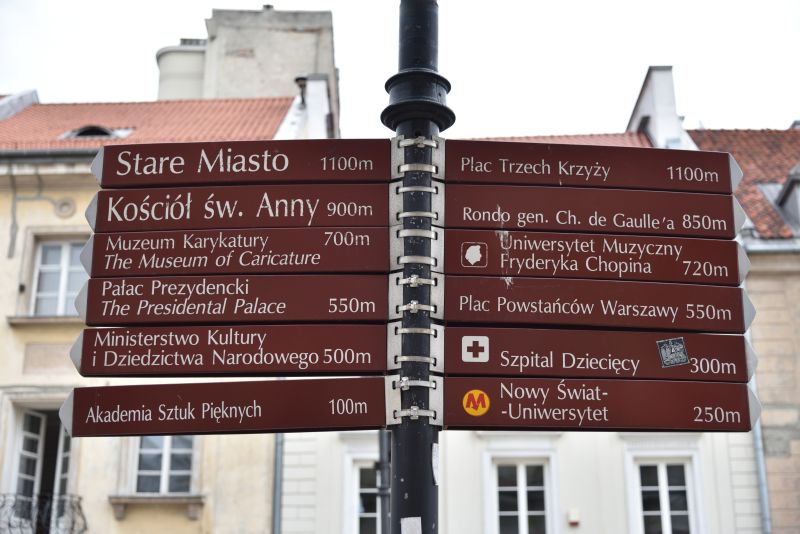 Stare Miasto 1100m
Kościół św. Anny 900m
Muzeum Karykatury 700m
The Museum of Caricature
Pałac Prezydencki
The Presidental Palace 550m
Ministerstwo Kultury
i Dziedzictwa Narodowego 500m
Akademia Sztuk Pięknych 100m
Plac Trzech Krzyży 1100m
Rondo gen. Ch. de Gaulle'a 850m
Uniwersytet Muzyczny
Fryderyka Chopina 720m
Plac Powstańców Warszawy 550m
Szpital Dziecięcy 300m
M Nowy Świat-
-Uniwersytet 250m